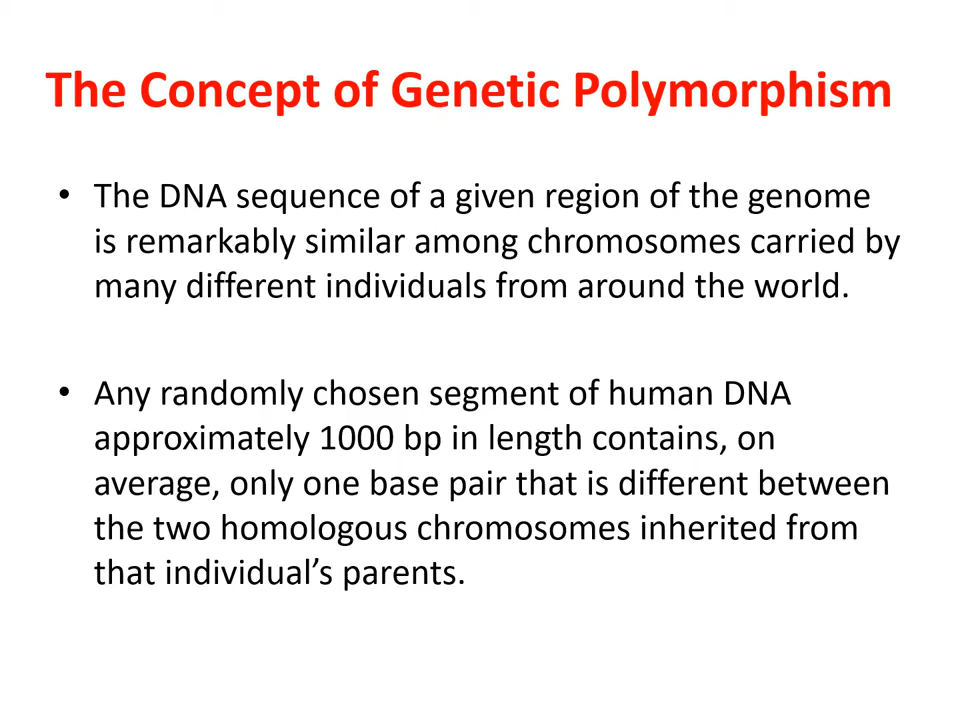 The Concept of Genetic Polymorphism
• The DNA sequence of a given region of the genome
is remarkably similar among chromosomes carried by
many different individuals from around the world.
• Any randomly chosen segment of human DNA
approximately 1000 bp in length contains, on
average, only one base pair that is different between
the two homologous chromosomes inherited from
that individual’s parents.